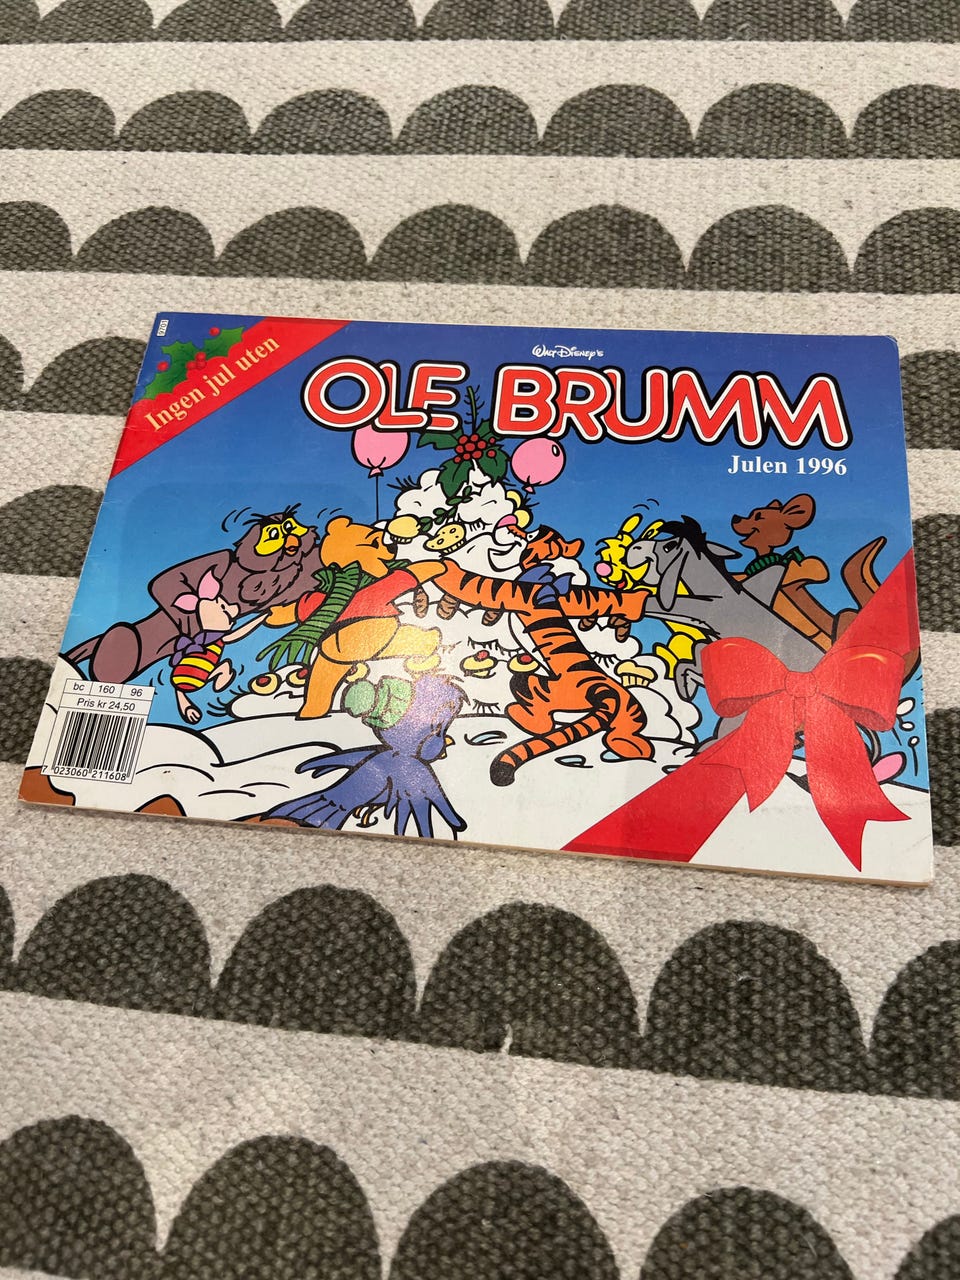 9701
Ingen jul uten
Walt Disney's
OLE BRUMM
Julen 1996
bc 160 96
Pris kr 24,50
7 023060 211608